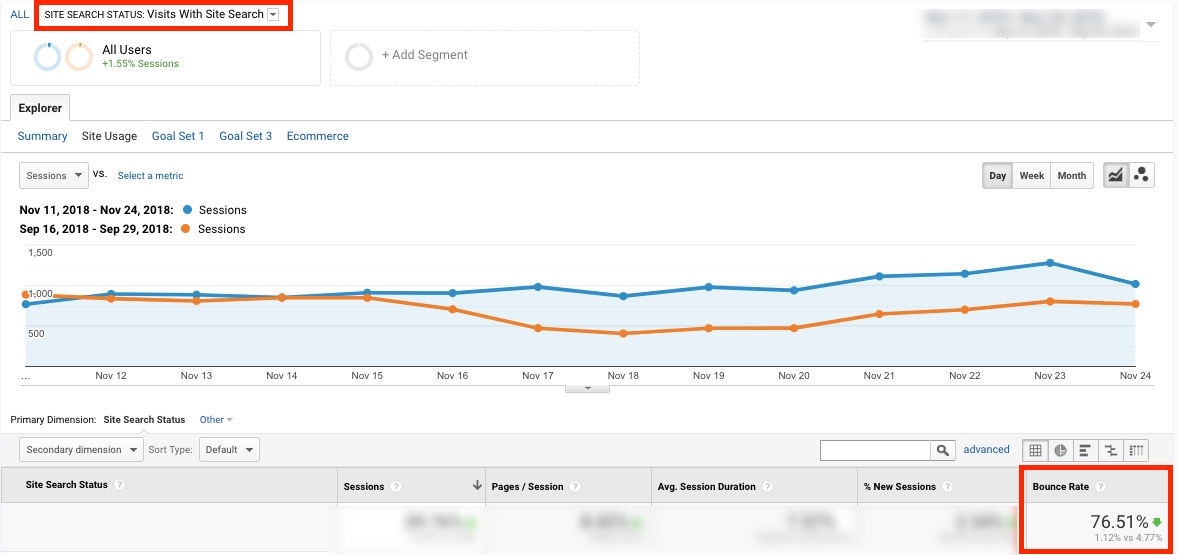 ALL SITE SEARCH STATUS: Visits With Site Search
All Users
+1.55% Sessions
+ Add Segment
Explorer
Summary Site Usage Goal Set 1 Goal Set 3 Ecommerce
Sessions VS. Select a metric
Day Week Month
Nov 11, 2018 - Nov 24, 2018: Sessions
Sep 16, 2018 - Sep 29, 2018: Sessions
1,500
1,000
500
... Nov 12 Nov 13 Nov 14 Nov 15 Nov 16 Nov 17 Nov 18 Nov 19 Nov 20 Nov 21 Nov 22 Nov 23 Nov 24
Primary Dimension: Site Search Status Other
Secondary dimension Sort Type: Default advanced
Site Search Status ? Sessions ? Pages / Session ? Avg. Session Duration ? % New Sessions ? Bounce Rate ?
76.51%
1.12% vs 4.77%